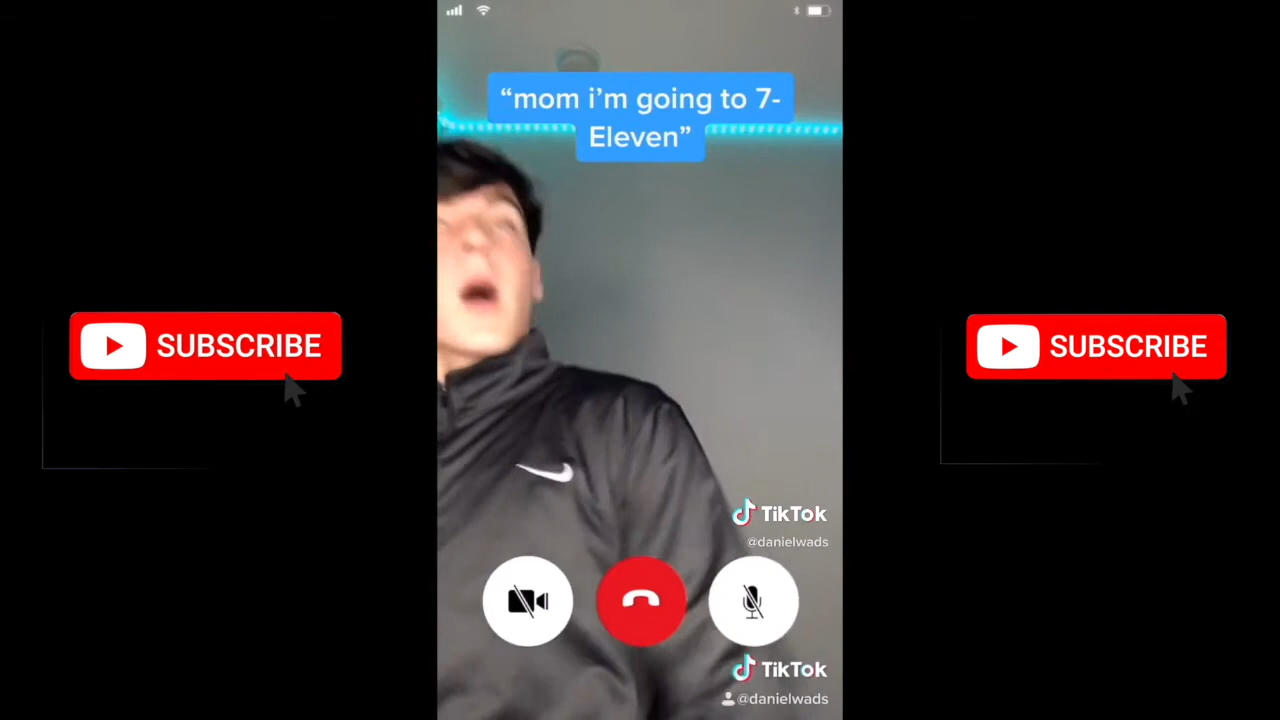 “mom i’m going to 7-
Eleven”
SUBSCRIBE
SUBSCRIBE
TikTok
@danielwads
TikTok
@danielwads